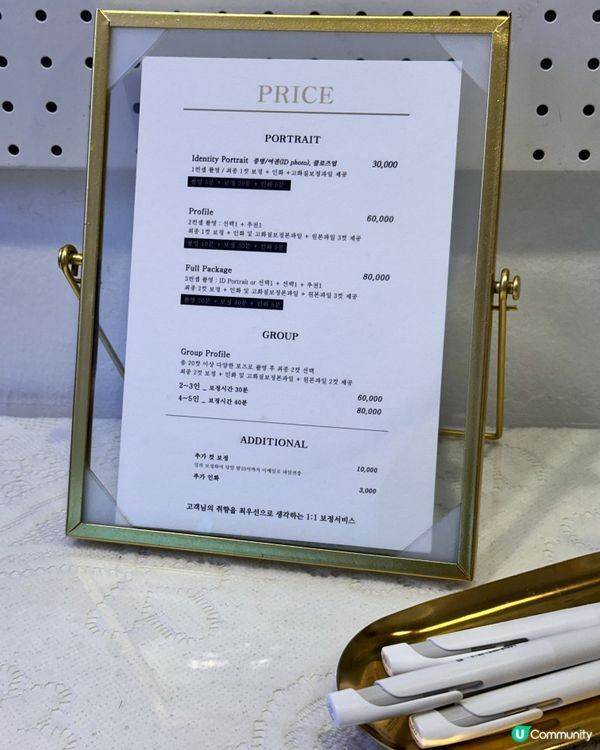 PRICE
PORTRAIT
Identity Portrait 증명/여권(ID photo), 클로즈업 30,000
1컨셉 촬영 / 최종 1컷 보정 + 인화 +고화질보정파일 제공
촬영 5분 + 보정 20분 + 인화 5분
Profile 60,000
2컨셉 촬영 : 선택1 + 추천1
최종 1컷 보정 + 인화 및 고화질보정본파일 + 원본파일 3컷 제공
촬영 10분 + 보정 20분 + 인화 5분
Full Package 80,000
3컨셉 촬영 : ID Portrait or 선택1 + 선택1 + 추천1
최종 2컷 보정 + 인화 및 고화질보정본파일 + 원본파일 3컷 제공
촬영 20분 + 보정 40분 + 인화 5분
GROUP
Group Profile
총 20컷 이상 다양한 포즈로 촬영 후 최종 2컷 선택
최종 2컷 보정 + 인화 및 고화질보정본파일 + 원본파일 2컷 제공
2~3인 _ 보정시간 30분 60,000
4~5인 _ 보정시간 40분 80,000
ADDITIONAL
추가 컷 보정 10,000
이메일로 파일전송
추가 인화 3,000
고객님의 취향을 최우선으로 생각하는 1:1 보정서비스
U Community